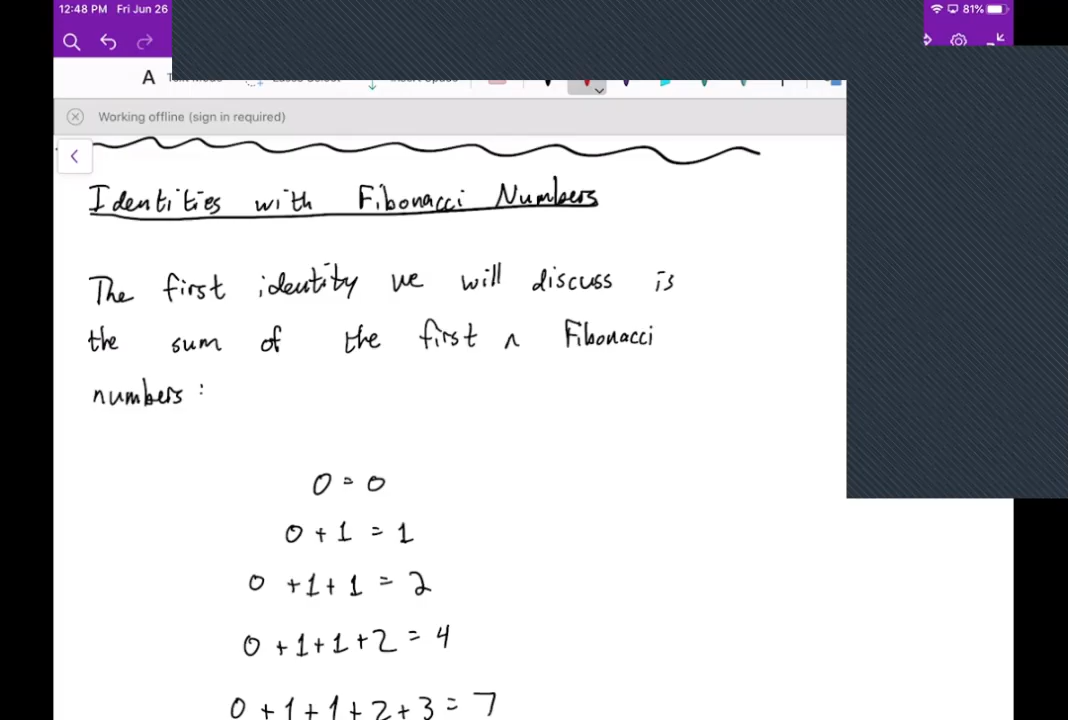 12:48 PM Fri Jun 26
81%
A
Working offline (sign in required)
Identities with Fibonacci Numbers
The first identity we will discuss is
the sum of the first n Fibonacci
numbers :
0 = 0
0 + 1 = 1
0 + 1 + 1 = 2
0 + 1 + 1 + 2 = 4
0 + 1 + 1 + 2 + 3 = 7